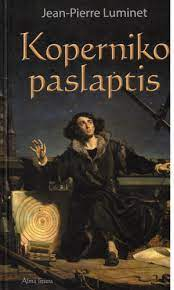 Jean-Pierre Luminet
Koperniko
paslaptis
Alma littera